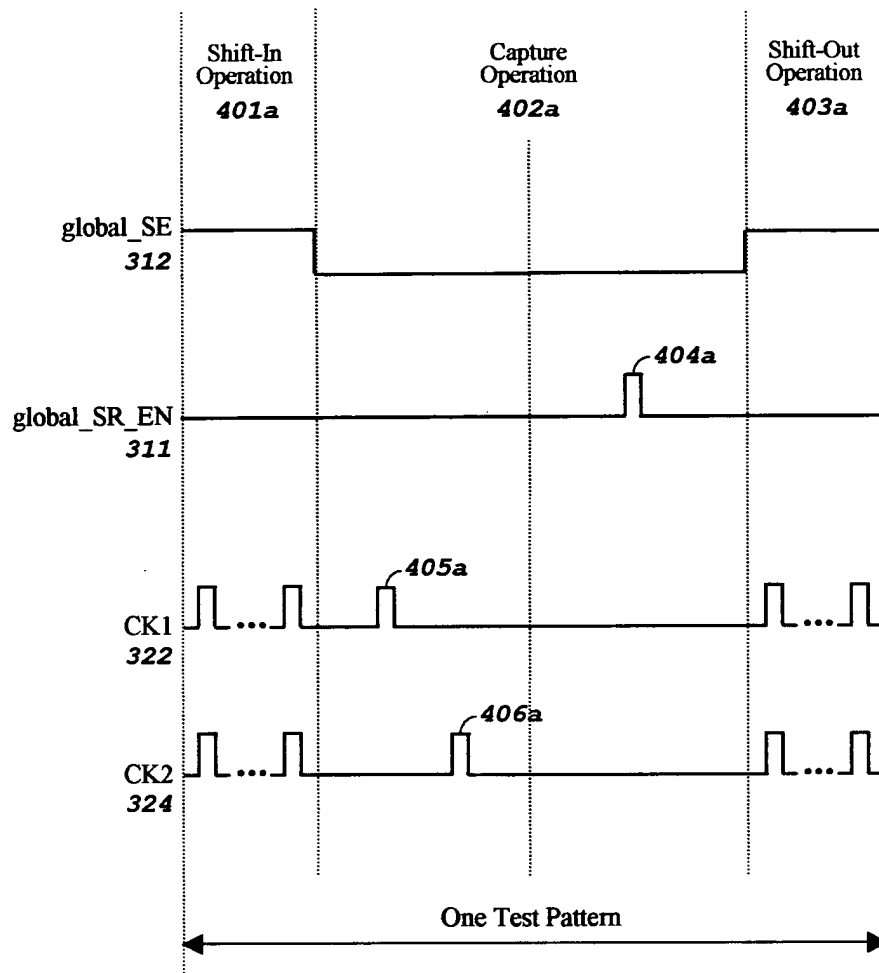 Shift-In
Operation
401a
Capture
Operation
402a
Shift-Out
Operation
403a
global_SE
312
404a
global_SR_EN
311
405a
CK1
322
406a
CK2
324
One Test Pattern